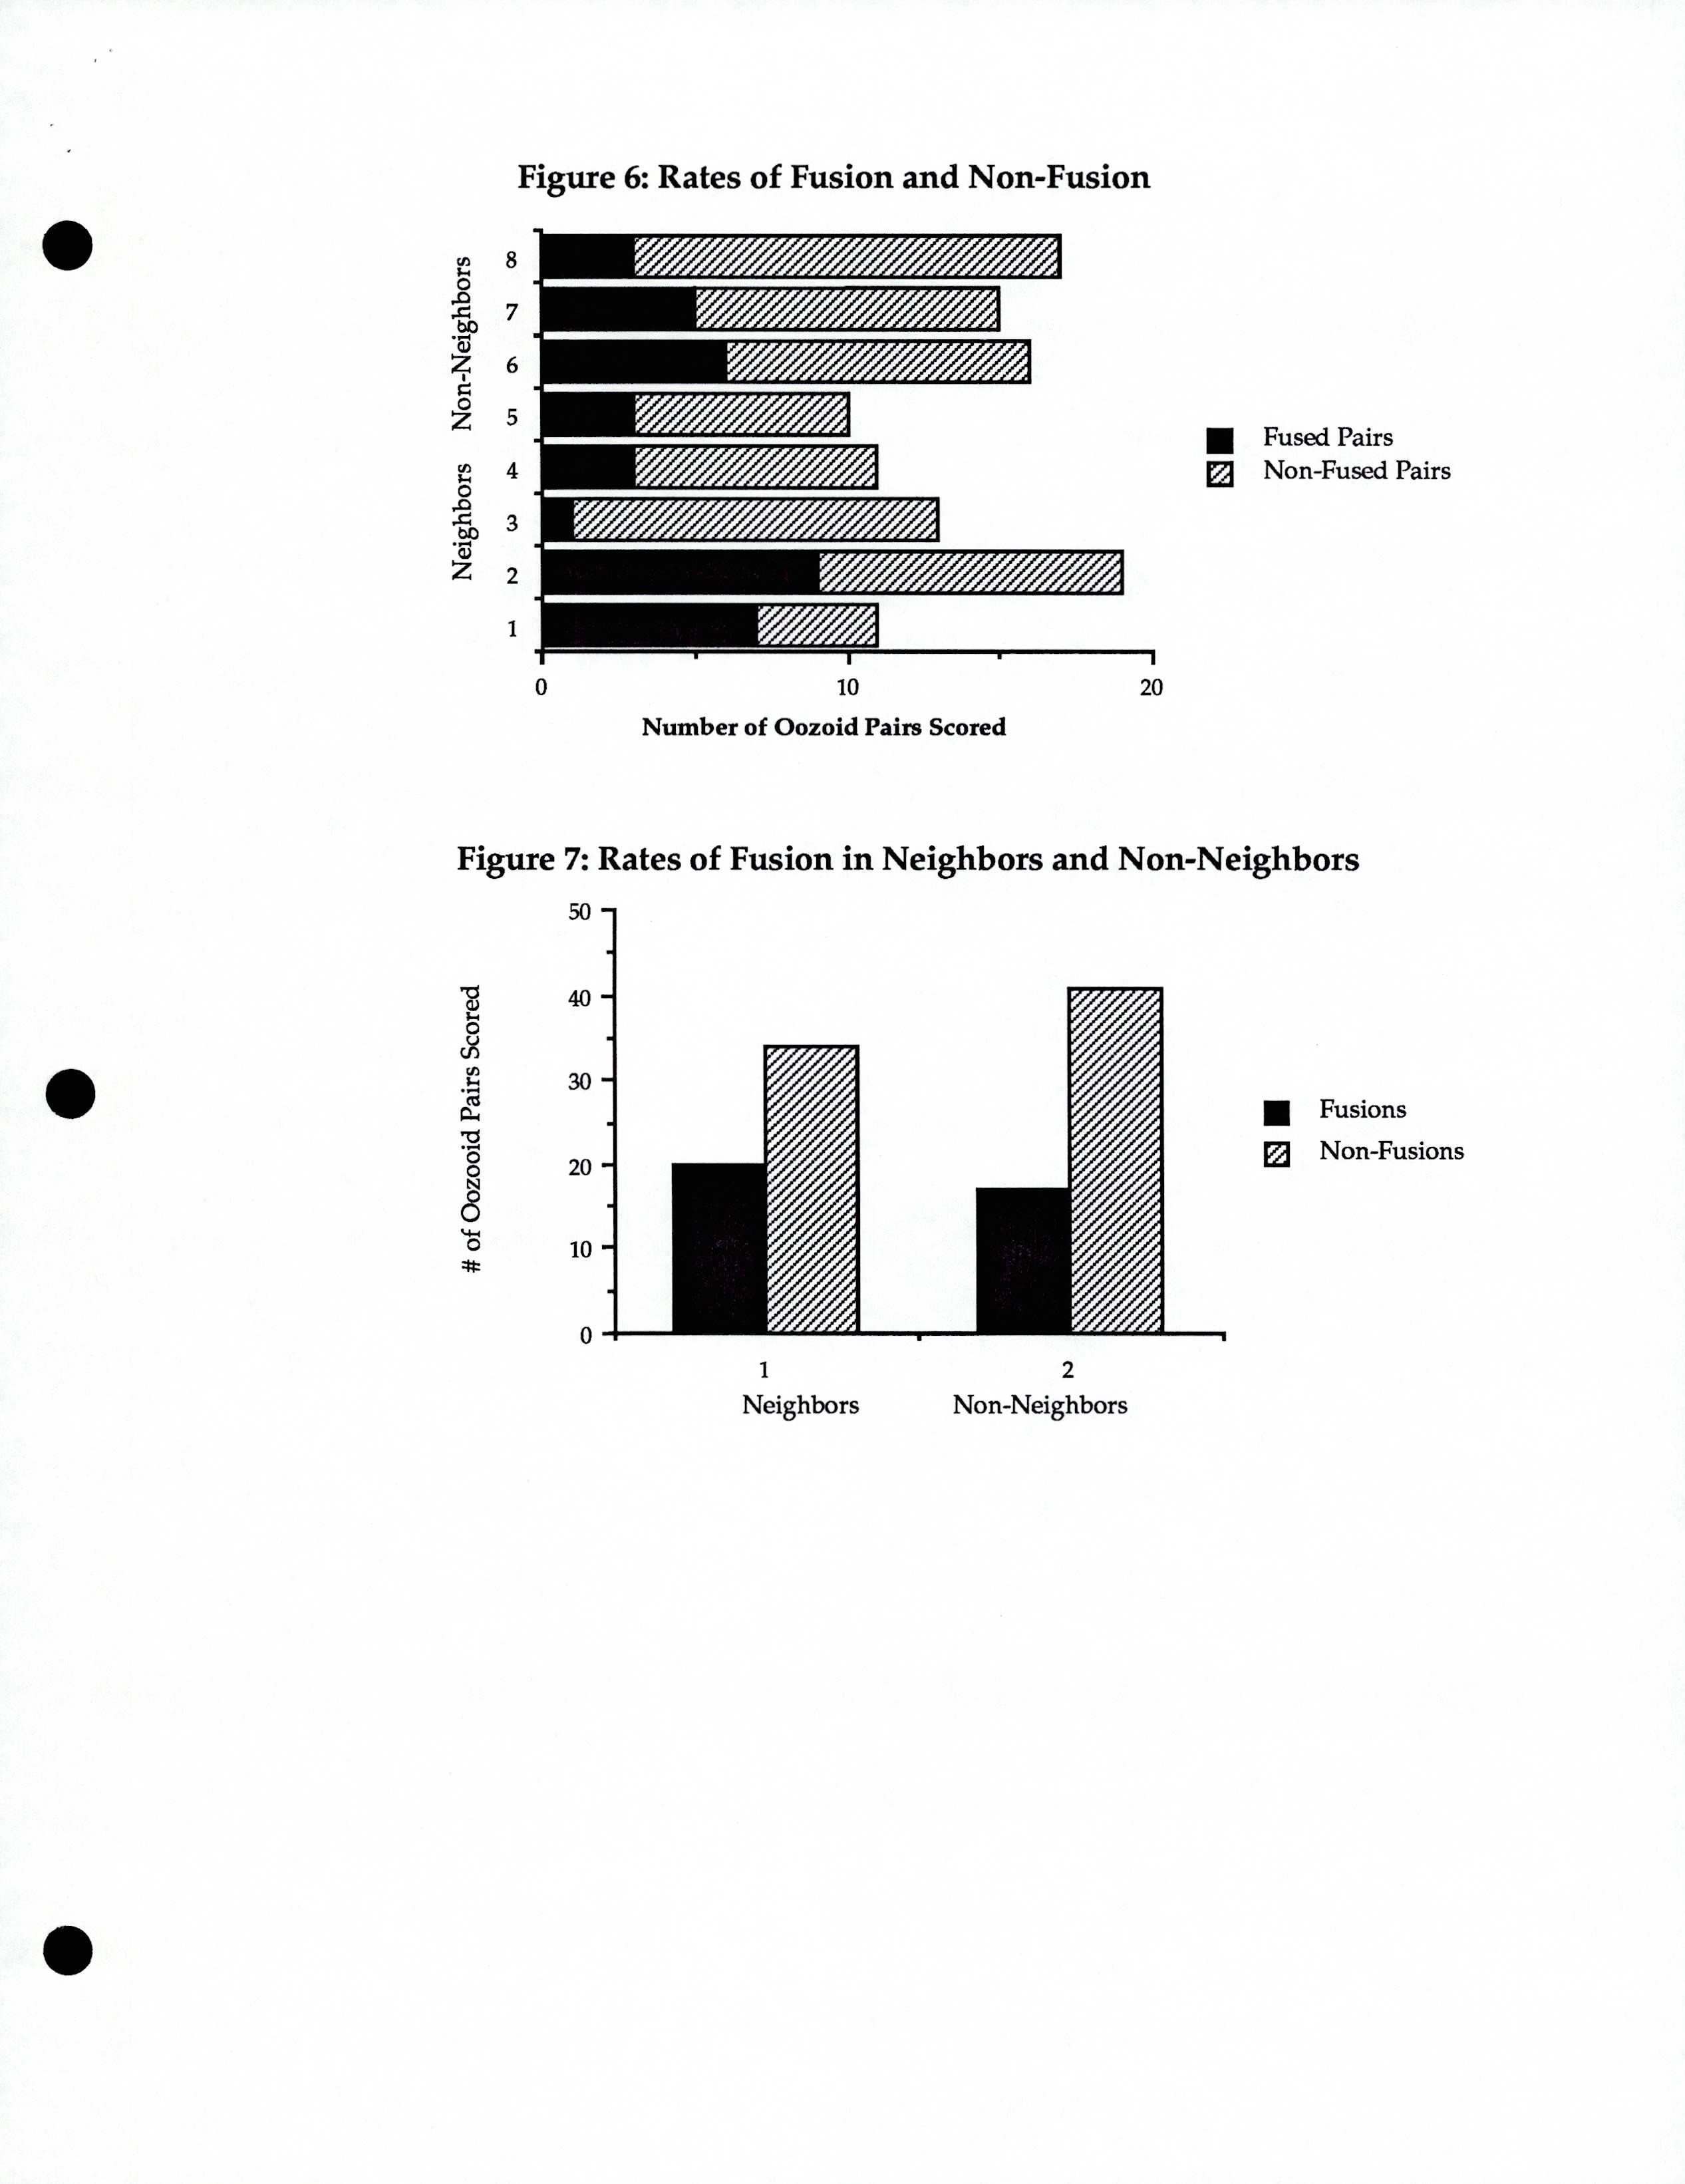 Figure 6: Rates of Fusion and Non-Fusion
Non-Neighbors
Neighbors
8
7
6
5
4
3
2
1
0 10 20
Number of Oozoid Pairs Scored
Fused Pairs
Non-Fused Pairs
Figure 7: Rates of Fusion in Neighbors and Non-Neighbors
# of Oozooid Pairs Scored
50
40
30
20
10
0
1 2
Neighbors Non-Neighbors
Fusions
Non-Fusions